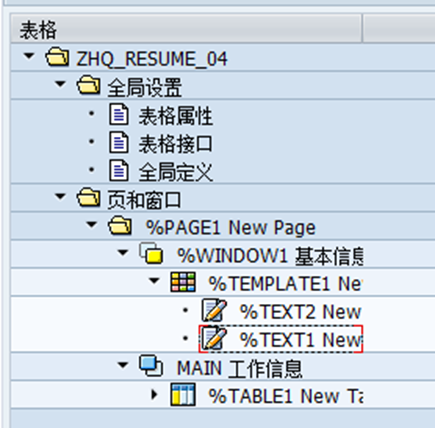 表格
ZHQ_RESUME_04
全局设置
表格属性
表格接口
全局定义
页和窗口
%PAGE1 New Page
%WINDOW1 基本信息
%TEMPLATE1 Ne
%TEXT2 New
%TEXT1 New
MAIN 工作信息
%TABLE1 New Ta